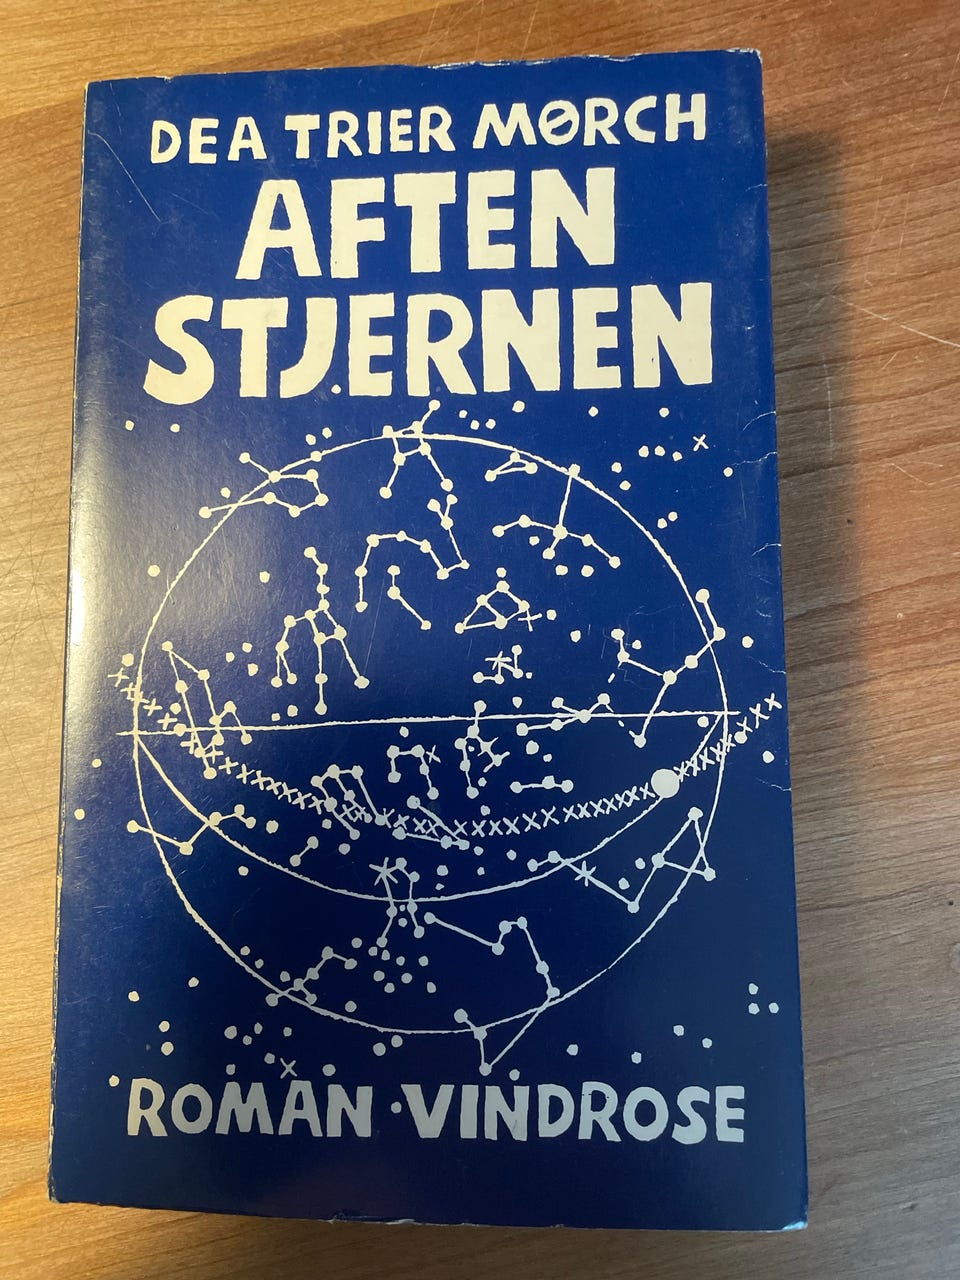 DEA TRIER MØRCH
AFTEN
STJERNEN
ROMAN · VINDROSE